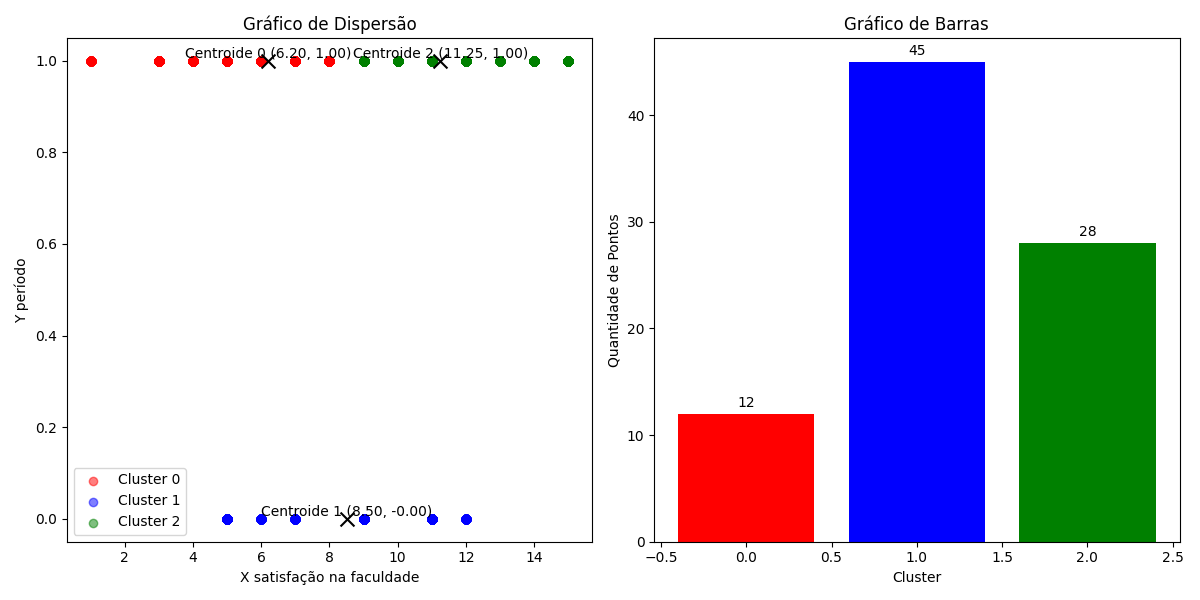 Gráfico de Dispersão
Centroide 0 (6.20, 1.00)
Centroide 2 (11.25, 1.00)
1.0
0.8
0.6
0.4
0.2
0.0
Y período
Centroide 1 (8.50, -0.00)
Cluster 0
Cluster 1
Cluster 2
2 4 6 8 10 12 14
X satisfação na faculdade
Gráfico de Barras
45
28
12
40
30
20
10
0
Quantidade de Pontos
−0.5 0.0 0.5 1.0 1.5 2.0 2.5
Cluster